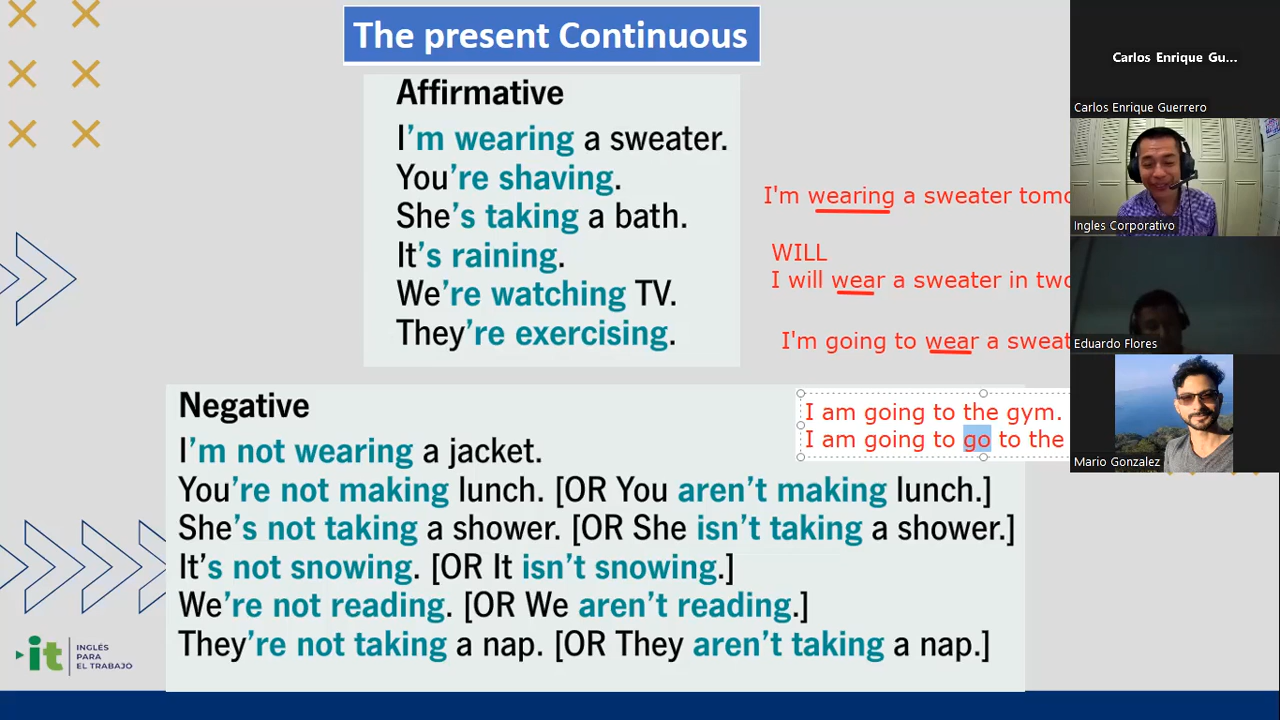 The present Continuous
Affirmative
I'm wearing a sweater.
You're shaving.
She's taking a bath.
It's raining.
We're watching TV.
They're exercising.
I'm wearing a sweater
WILL
I will wear a sweater in
I'm going to wear a
I am going to the gym.
I am going to go to the
Negative
I'm not wearing a jacket.
You're not making lunch. [OR You aren't making lunch.]
She's not taking a shower. [OR She isn't taking a shower.]
It's not snowing. [OR It isn't snowing.]
We're not reading. [OR We aren't reading.]
They're not taking a nap. [OR They aren't taking a nap.]
it
INGLÉS
PARA
EL TRABAJO
Carlos Enrique Gu...
Carlos Enrique Guerrero
Ingles Corporativo
Eduardo Flores
Mario Gonzalez